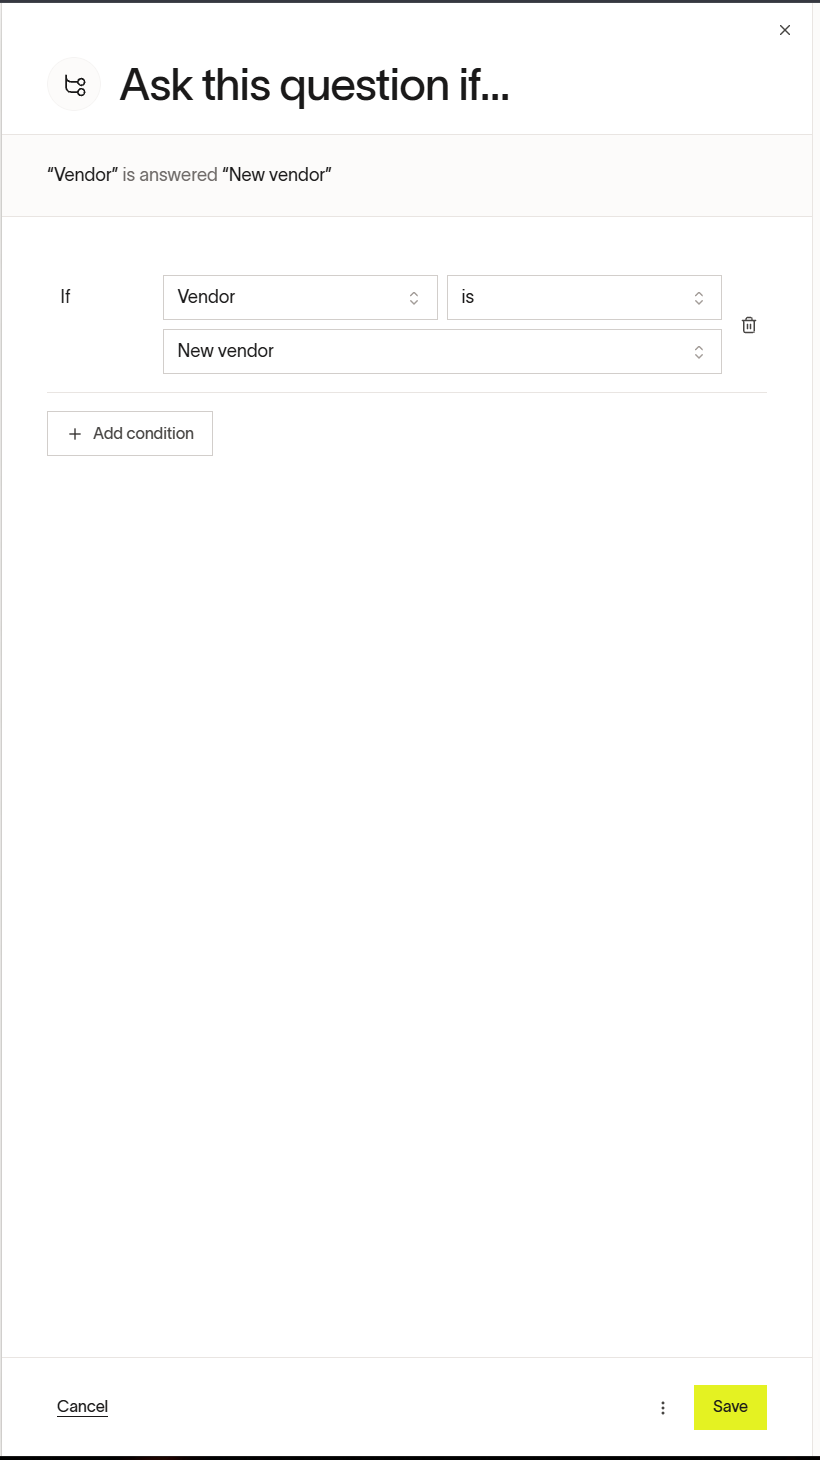 Ask this question if...
“Vendor” is answered “New vendor”
If
Vendor
is
New vendor
Add condition
Cancel
Save